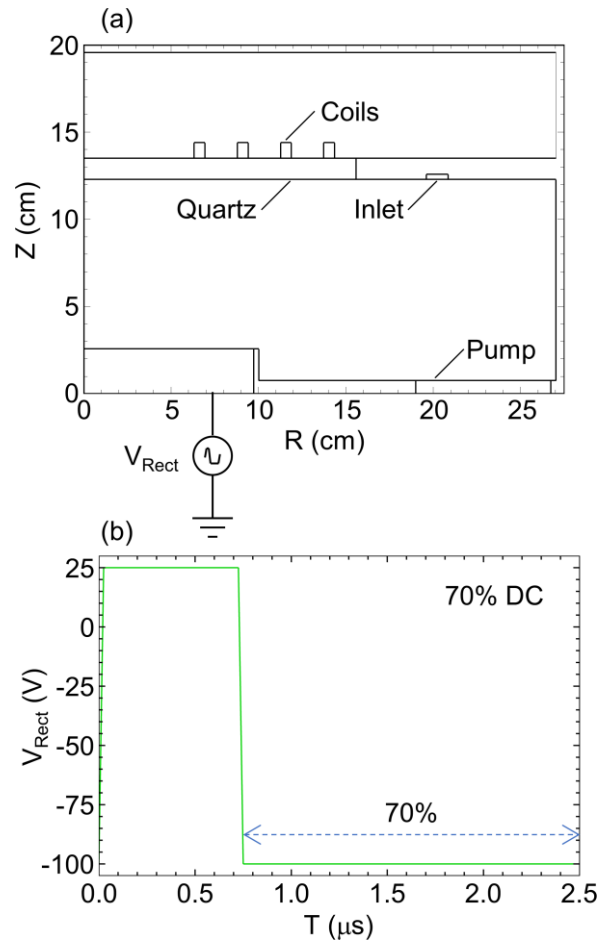 (a)
20
15
10
5
0
Z (cm)
Coils
Quartz
Inlet
Pump
0 5 10 15 20 25
R (cm)
V_Rect
(b)
25
0
-25
-50
-75
-100
V_Rect (V)
70% DC
70%
0.0 0.5 1.0 1.5 2.0 2.5
T (μs)